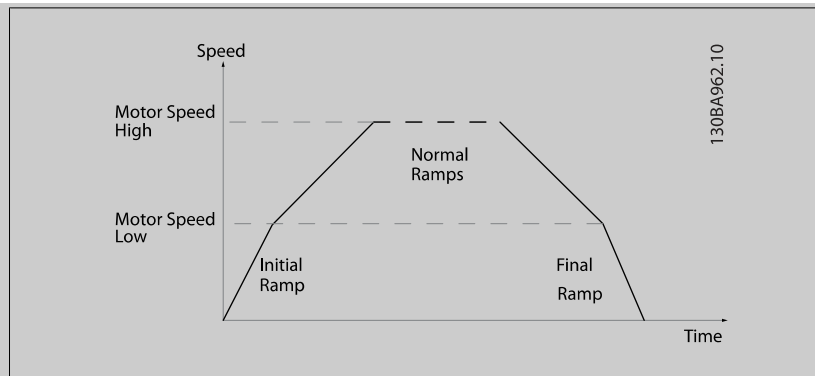 Speed
130BA962.10
Motor Speed
High
Normal
Ramps
Motor Speed
Low
Initial
Ramp
Final
Ramp
Time